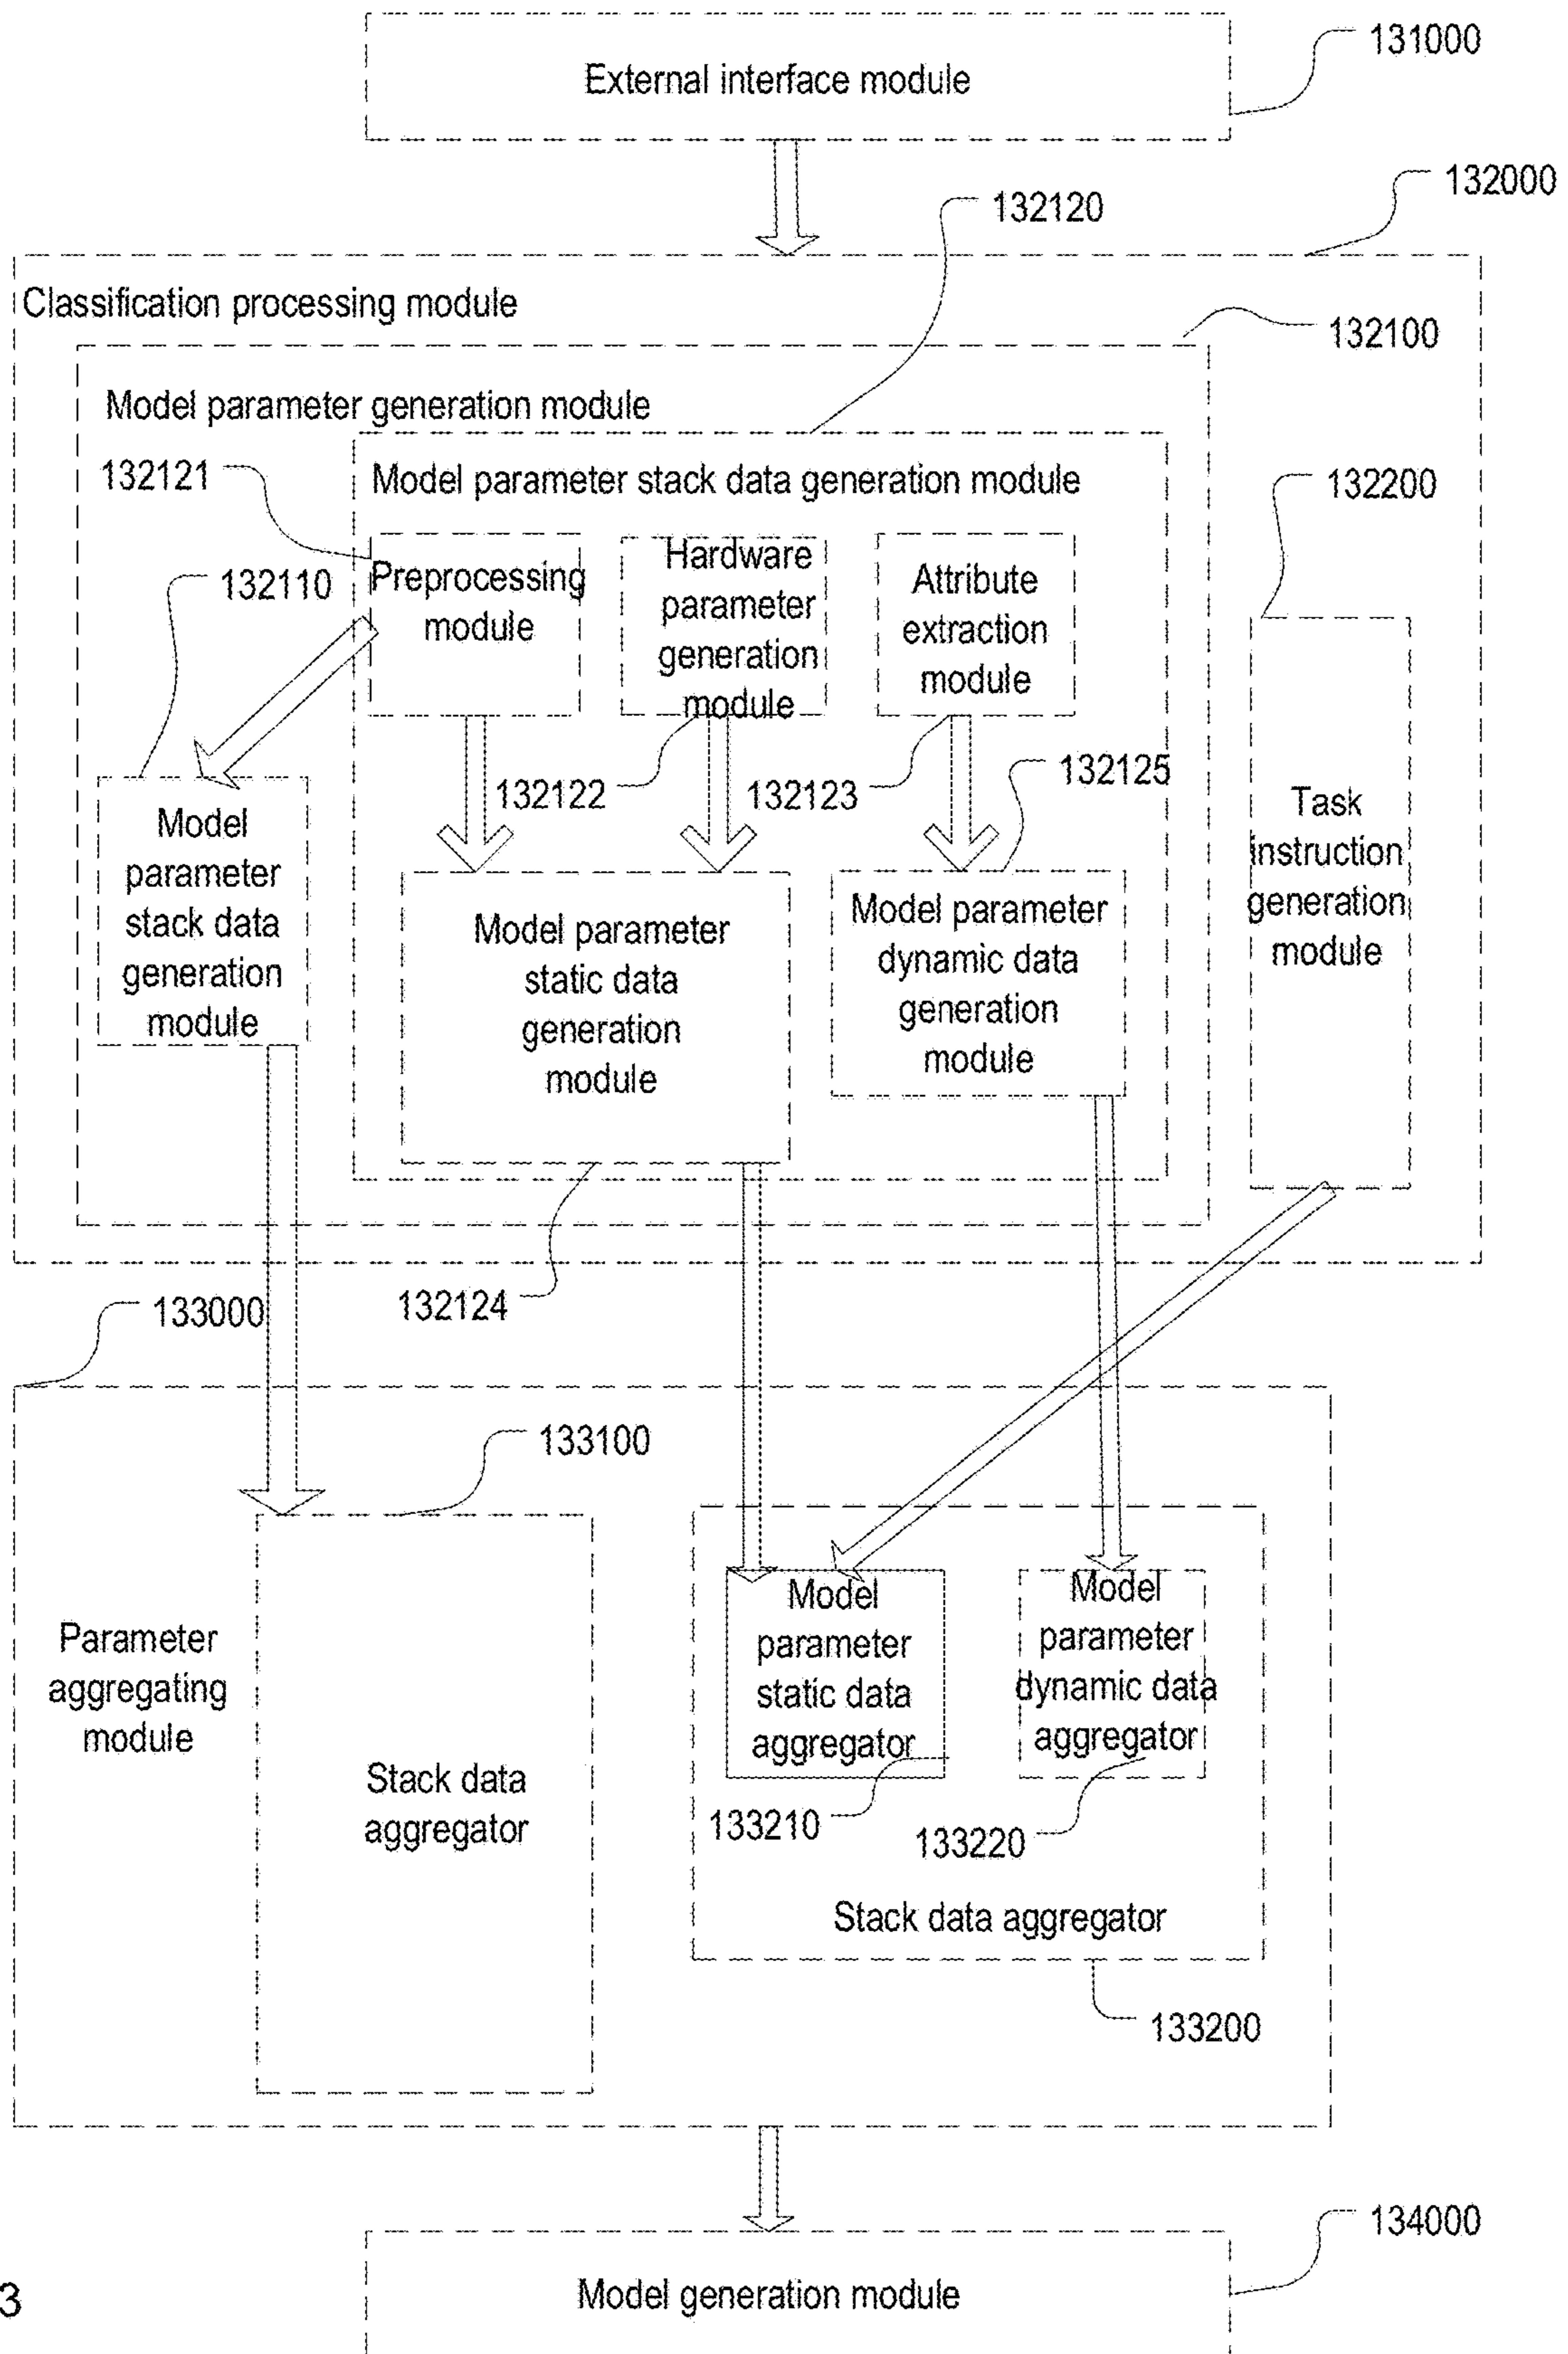 131000
External interface module
132000
132120
Classification processing module
132100
Model parameter generation module
132121
Model parameter stack data generation module
132200
132110
Preprocessing
module
Hardware
parameter
generation
module
Attribute
extraction
module
132122
132123
132125
Model
parameter
stack data
generation
module
Model parameter
static data
generation
module
Model parameter
dynamic data
generation
module
Task
instruction
generation
module
132124
133000
133100
Parameter
aggregating
module
Stack data
aggregator
Model
parameter
static data
aggregator
Model
parameter
dynamic data
aggregator
133210
133220
Stack data aggregator
133200
134000
Model generation module
3